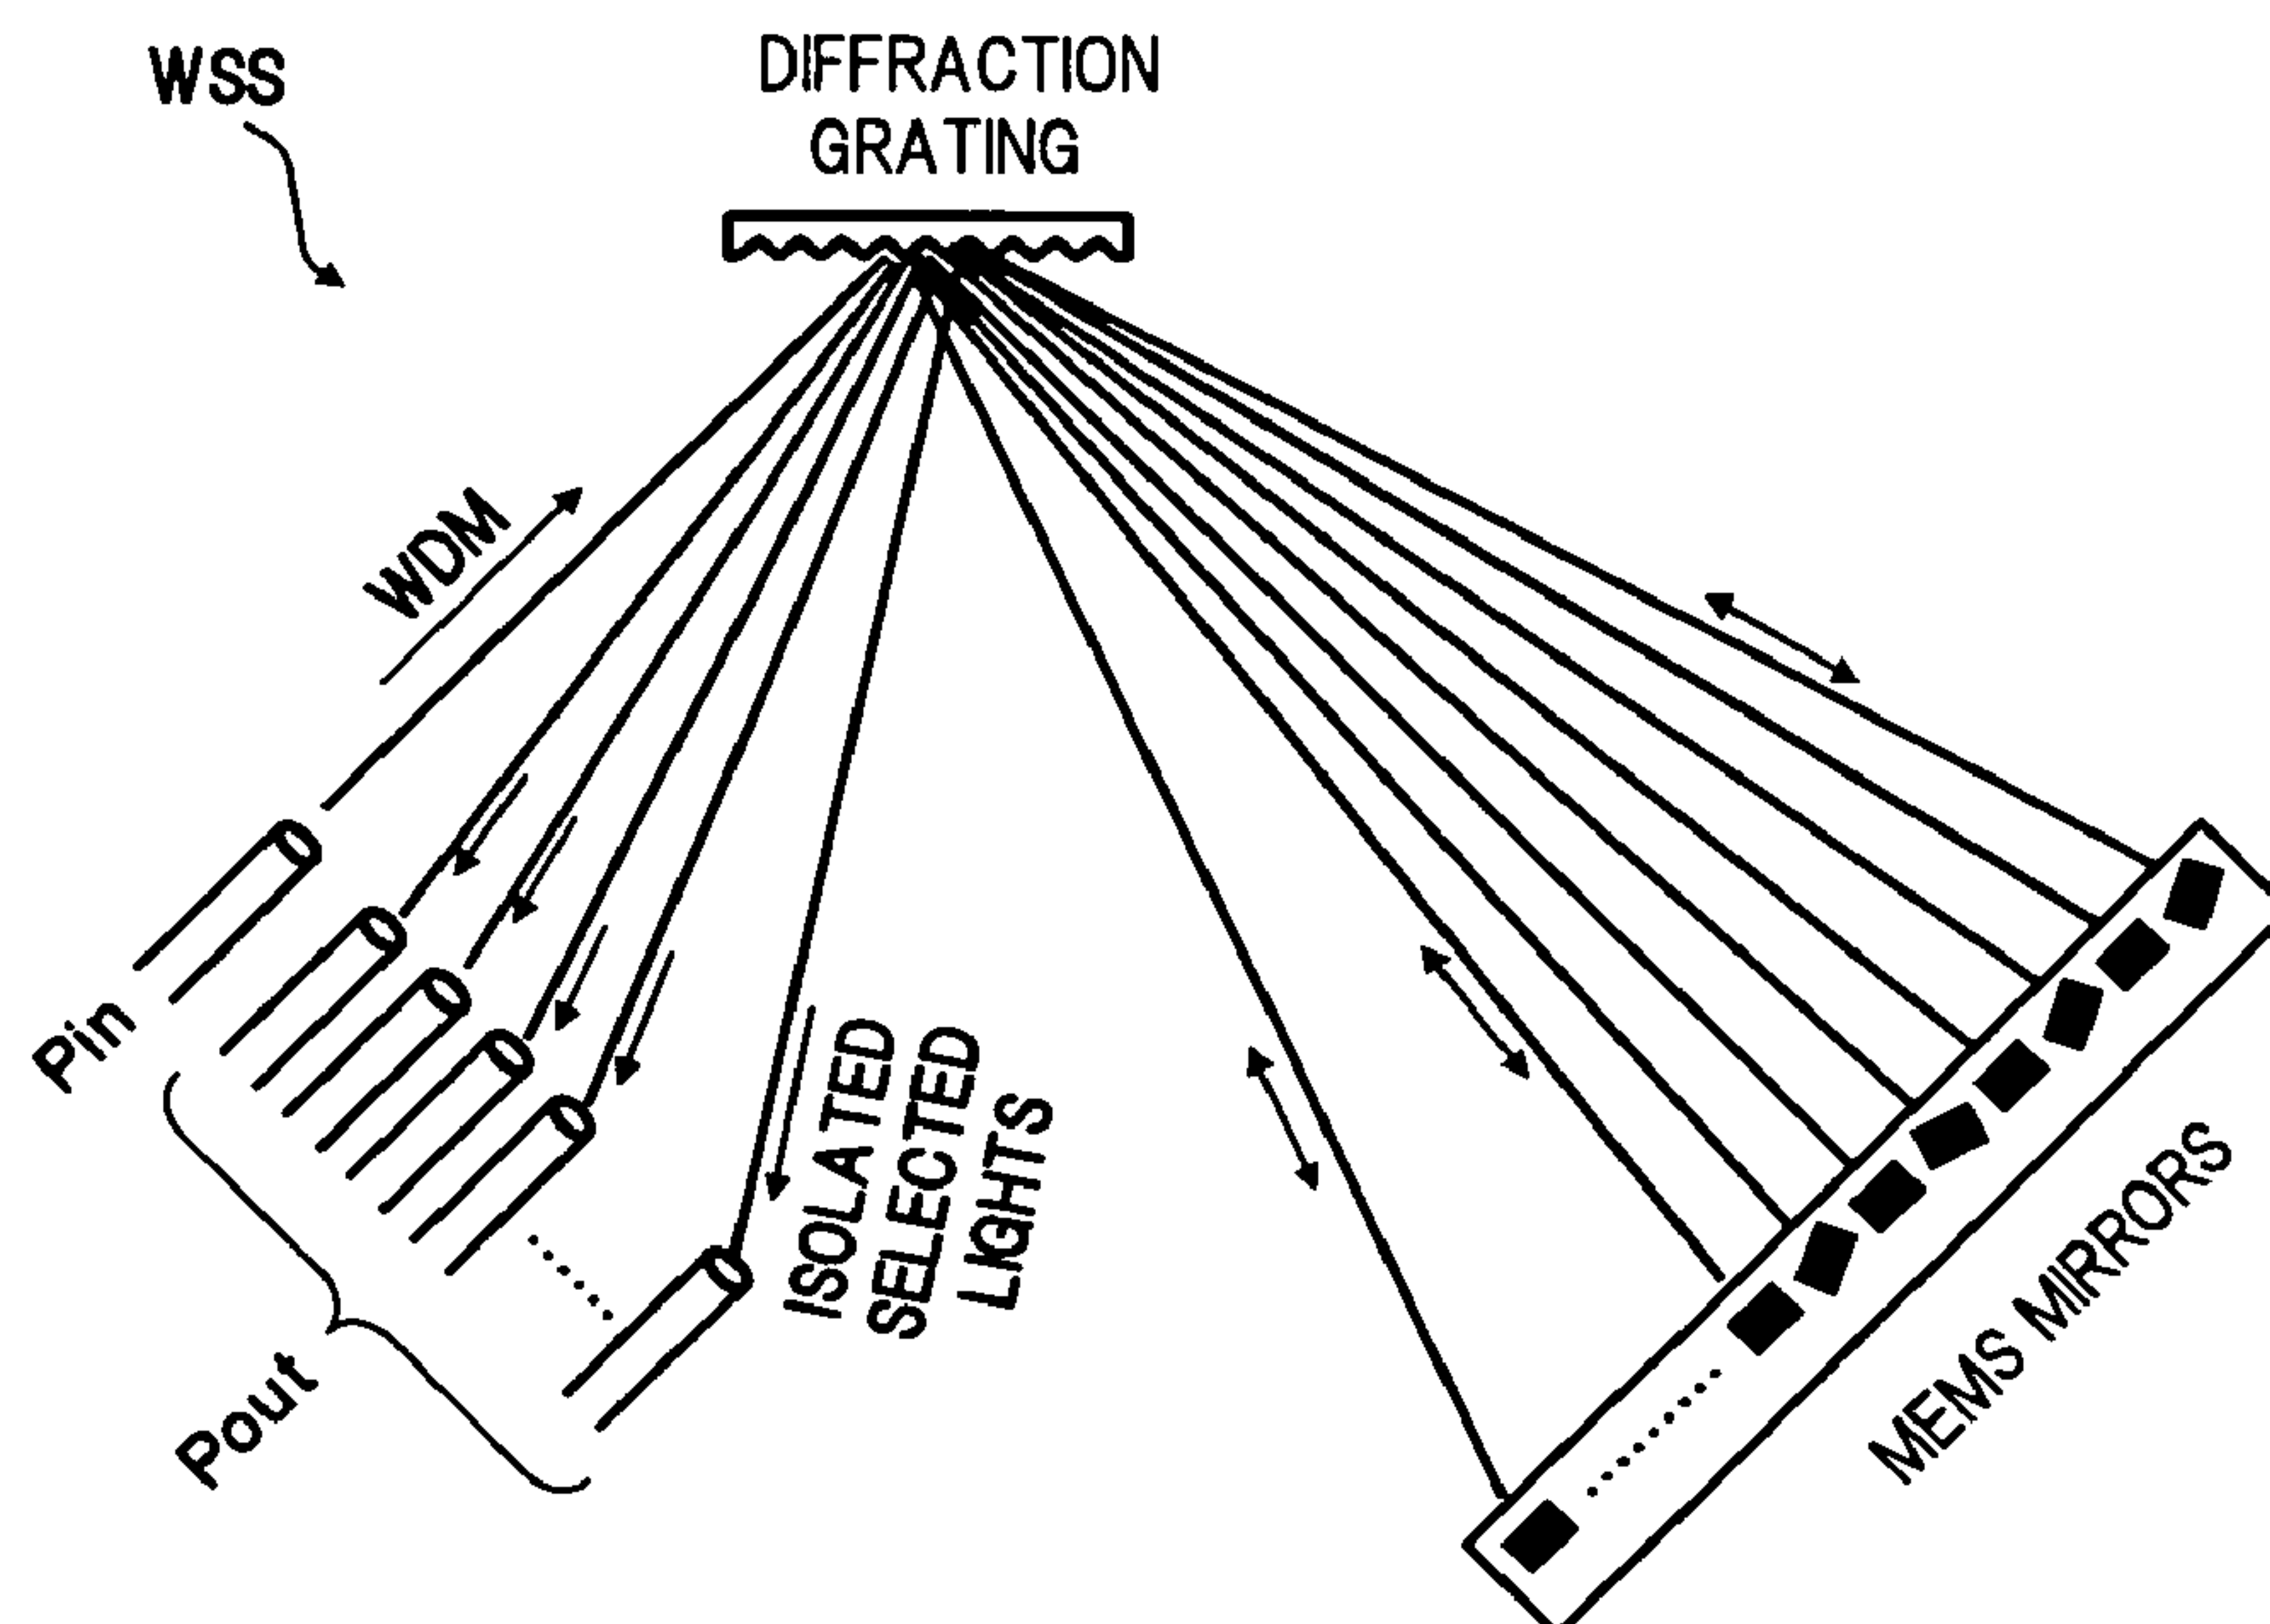 WSS
DIFFRACTION
GRATING
WDM
Pin
Pout
ISOLATED
SELECTED
LIGHTS
MEMS MIRRORS